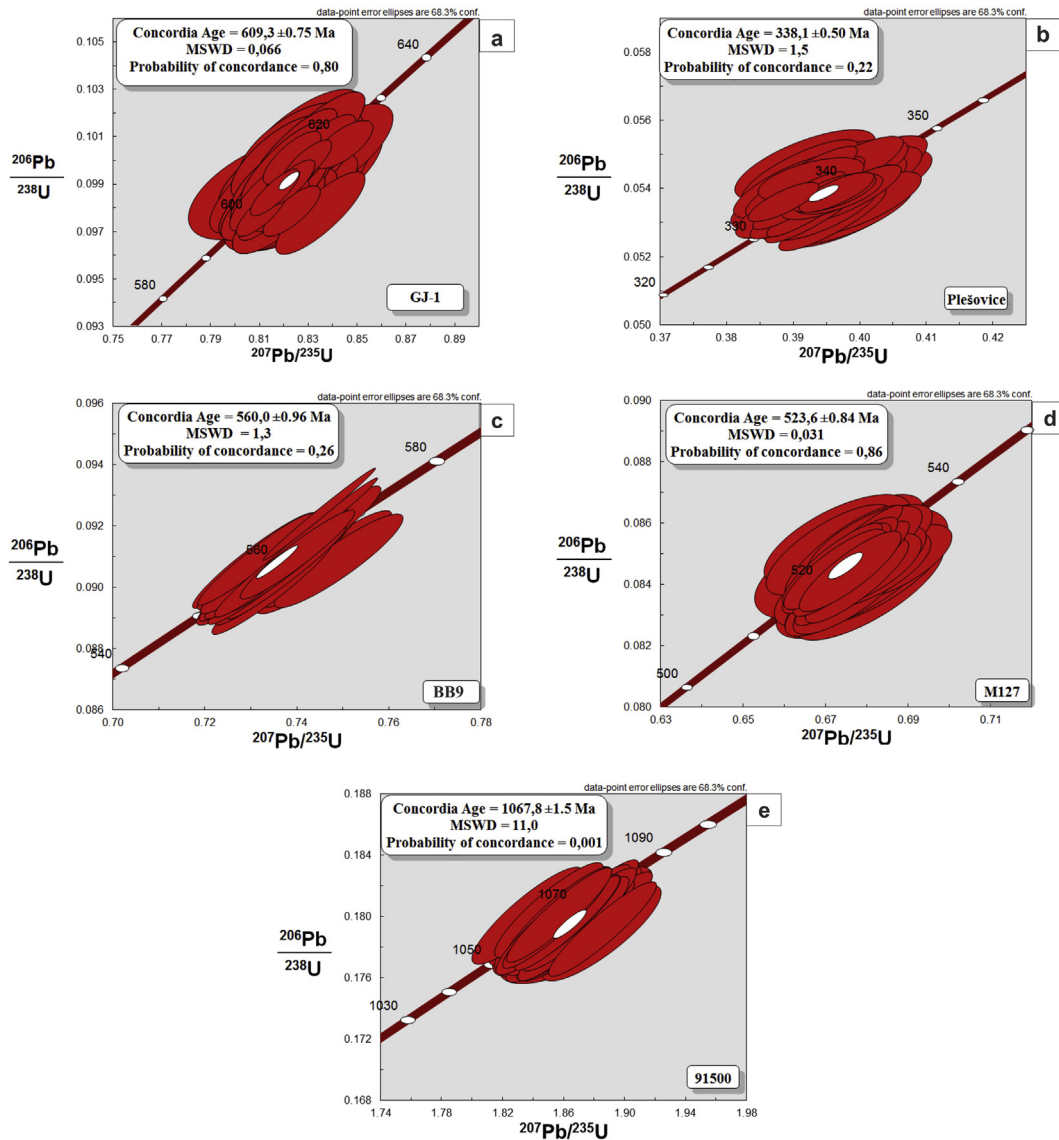 data-point error ellipses are 68.3% conf.
Concordia Age = 609,3 ±0.75 Ma
MSWD = 0,066
Probability of concordance = 0,80
a
0.105
0.103
0.101
0.099
0.097
0.095
0.093
206Pb
238U
640
620
600
580
GJ-1
0.75 0.77 0.79 0.81 0.83 0.85 0.87 0.89
207Pb/235U
data-point error ellipses are 68.3% conf.
Concordia Age = 338,1 ±0.50 Ma
MSWD = 1,5
Probability of concordance = 0,22
b
0.058
0.056
0.054
0.052
0.050
206Pb
238U
350
340
330
320
Plešovice
0.37 0.38 0.39 0.40 0.41 0.42
207Pb/235U
data-point error ellipses are 68.3% conf.
Concordia Age = 560,0 ±0.96 Ma
MSWD = 1,3
Probability of concordance = 0,26
c
0.096
0.094
0.092
0.090
0.088
0.086
206Pb
238U
580
560
540
BB9
0.70 0.72 0.74 0.76 0.78
207Pb/235U
data-point error ellipses are 68.3% conf.
Concordia Age = 523,6 ±0.84 Ma
MSWD = 0,031
Probability of concordance = 0,86
d
0.090
0.088
0.086
0.084
0.082
0.080
206Pb
238U
540
520
500
M127
0.63 0.65 0.67 0.69 0.71
207Pb/235U
data-point error ellipses are 68.3% conf.
Concordia Age = 1067,8 ±1.5 Ma
MSWD = 11,0
Probability of concordance = 0,001
e
0.188
0.184
0.180
0.176
0.172
0.168
206Pb
238U
1090
1070
1050
1030
91500
1.74 1.78 1.82 1.86 1.90 1.94 1.98
207Pb/235U